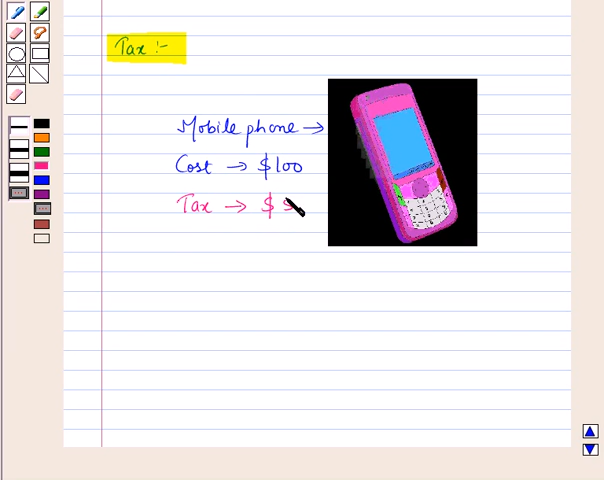 Tax :-
Mobile phone →
Cost → $100
Tax → $